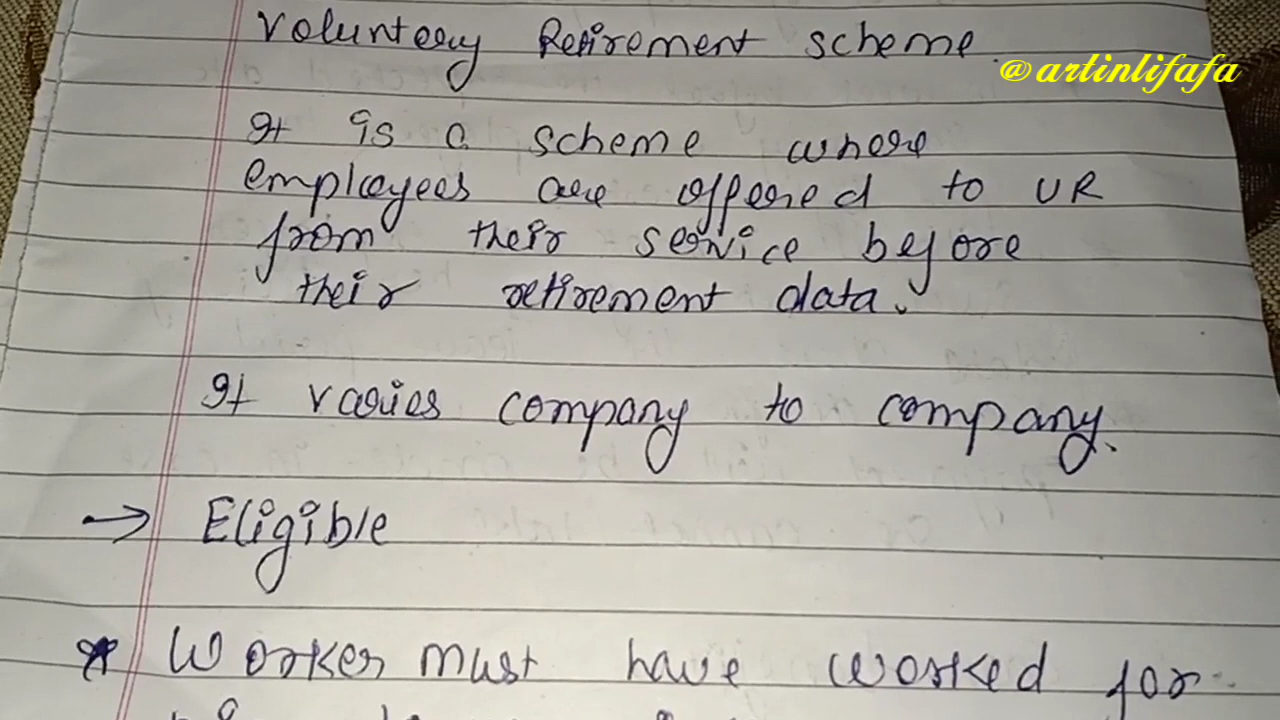 Voluntery Retirement scheme
@artinlifafa
It is a scheme where
employees are offered to VR
from their service before
their retirement data.
It varies company to company.
→ Eligible
* Worker must have worked for